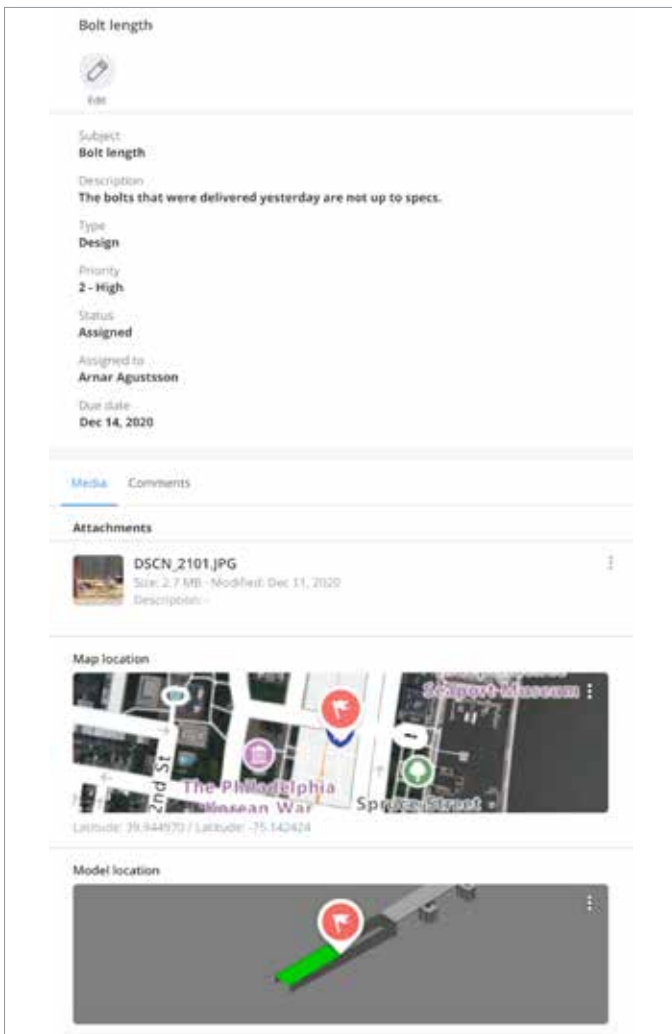 Bolt length
Edit
Subject
Bolt length
Description
The bolts that were delivered yesterday are not up to specs.
Type
Design
Priority
2 - High
Status
Assigned
Assigned to
Arnar Agustsson
Due date
Dec 14, 2020
Media Comments
Attachments
DSCN_2101.JPG
Size: 2.7 MB - Modified: Dec 11, 2020
Description: -
Map location
Seaport Museum
2nd St
The Philadelphia
Korean War
Spruce Street
Latitude: 39.944970 / Latitude: -75.142424
Model location